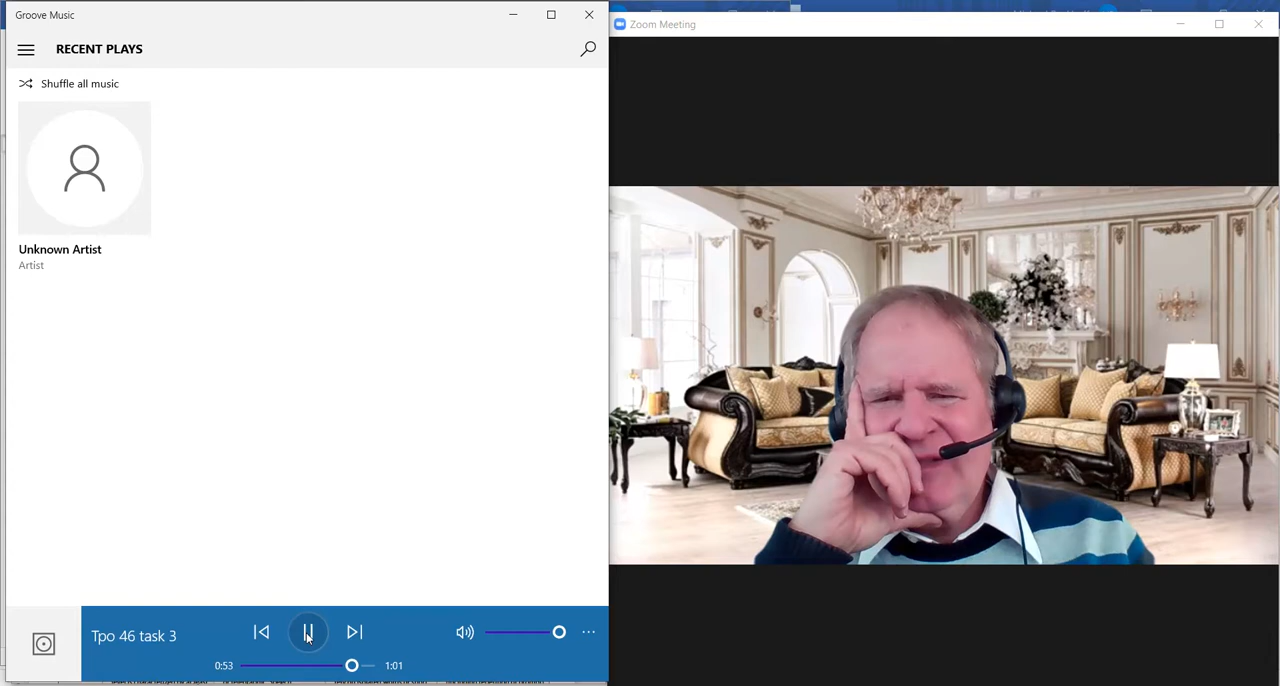 Groove Music
RECENT PLAYS
Shuffle all music
Unknown Artist
Artist
Tpo 46 task 3
0:53
1:01
Zoom Meeting